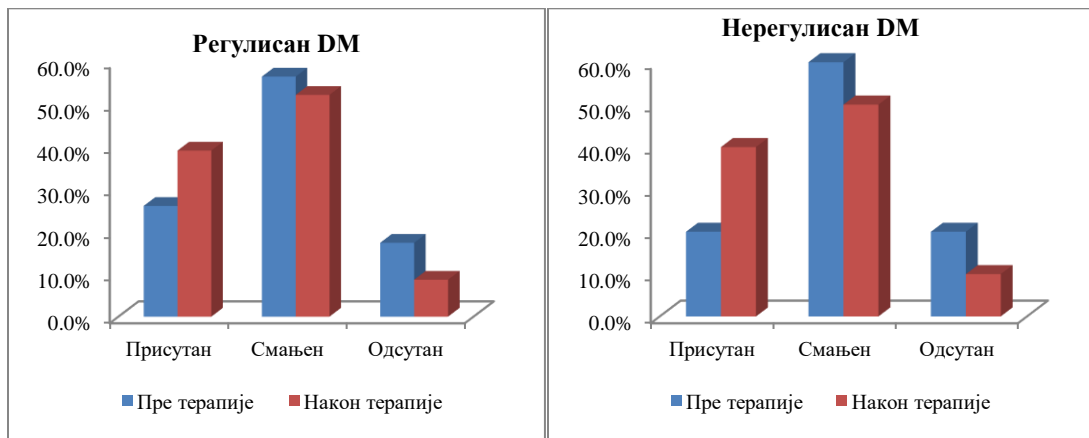 Регулисан DM
60.0%
50.0%
40.0%
30.0%
20.0%
10.0%
0.0%
Присутан Смањен Одсутан
Пре терапије Након терапије
Нерегулисан DM
60.0%
50.0%
40.0%
30.0%
20.0%
10.0%
0.0%
Присутан Смањен Одсутан
Пре терапије Након терапије